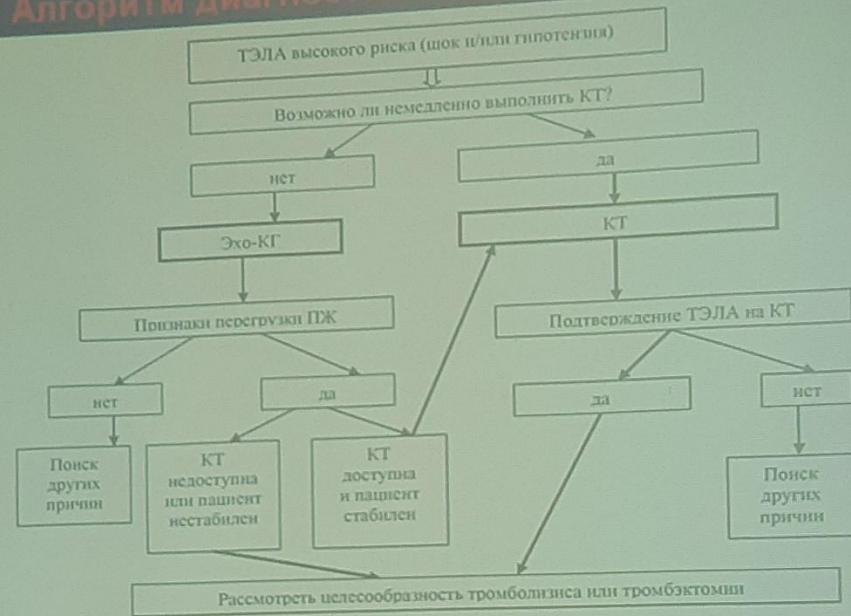 Алгоритм
ТЭЛА высокого риска (шок и/или гипотензия)
Возможно ли немедленно выполнить КТ?
нет
да
Эхо-КГ
КТ
Признаки перегрузки ПЖ
Подтверждение ТЭЛА на КТ
нет
да
да
нет
Поиск
других
причин
КТ
недоступна
или пациент
нестабилен
КТ
доступна
и пациент
стабилен
Поиск
других
причин
Рассмотреть целесообразность тромболизиса или тромбэктомии